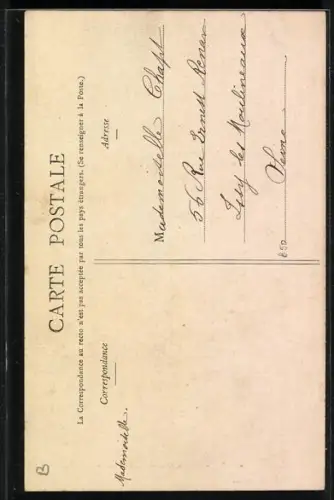 CARTE POSTALE
La Correspondance au recto n'est pas acceptée par tous les pays étrangers. (Se renseigner à la Poste.)
Correspondance
Adresse
Mademoiselle.
Mademoiselle Chapt
56 Rue Ernest Renan
Issy les Moulineaux
Seine
B